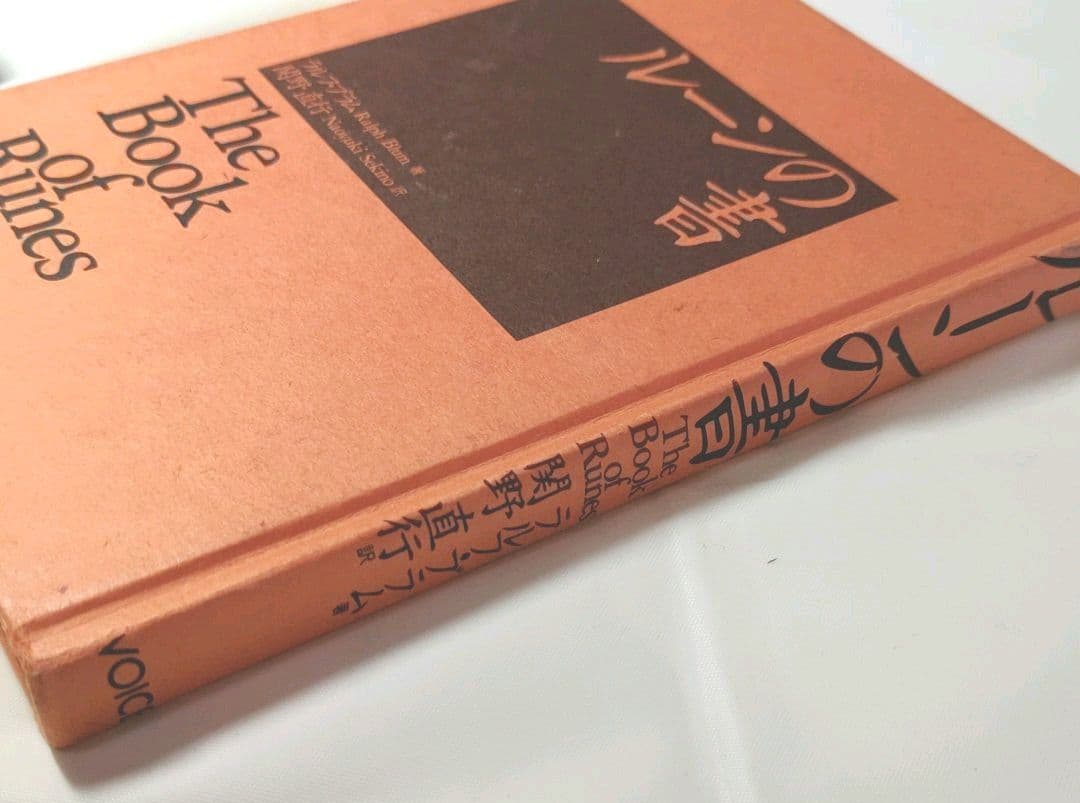 ルーンの書
ラルフ・ブラム Ralph Blum 著
関野直行 Naoyuki Sekino 訳
The
Book
of
Runes
ルーンの書
The
Book
of
Runes
ラルフ・ブラム 著
関野直行 訳
VOICE